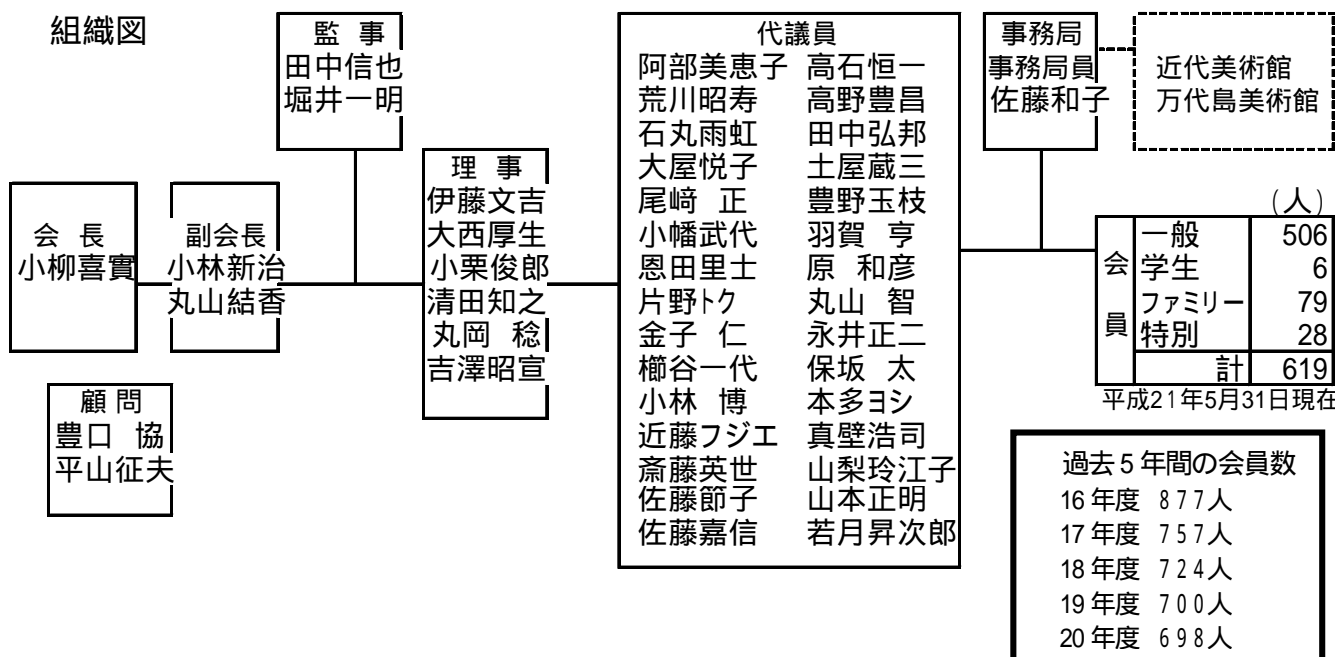 組織図
監 事
田中信也
堀井一明
会 長
小柳喜實
副会長
小林新治
丸山結香
顧 問
豊口 協
平山征夫
理 事
伊藤文吉
大西厚生
小栗俊郎
清田知之
丸岡 稔
吉澤昭宣
代議員
阿部美恵子 高石恒一
荒川昭寿 高野豊昌
石丸雨虹 田中弘邦
大屋悦子 土屋蔵三
尾﨑 正 豊野玉枝
小幡武代 羽賀 亨
恩田里士 原 和彦
片野トク 丸山 智
金子 仁 永井正二
櫛谷一代 保坂 太
小林 博 本多ヨシ
近藤フジエ 真壁浩司
斎藤英世 山梨玲江子
佐藤節子 山本正明
佐藤嘉信 若月昇次郎
事務局
事務局員
佐藤和子
近代美術館
万代島美術館
(人)
会員
一般 506
学生 6
ファミリー 79
特別 28
計 619
平成21年5月31日現在
過去5年間の会員数
16年度 877人
17年度 757人
18年度 724人
19年度 700人
20年度 698人